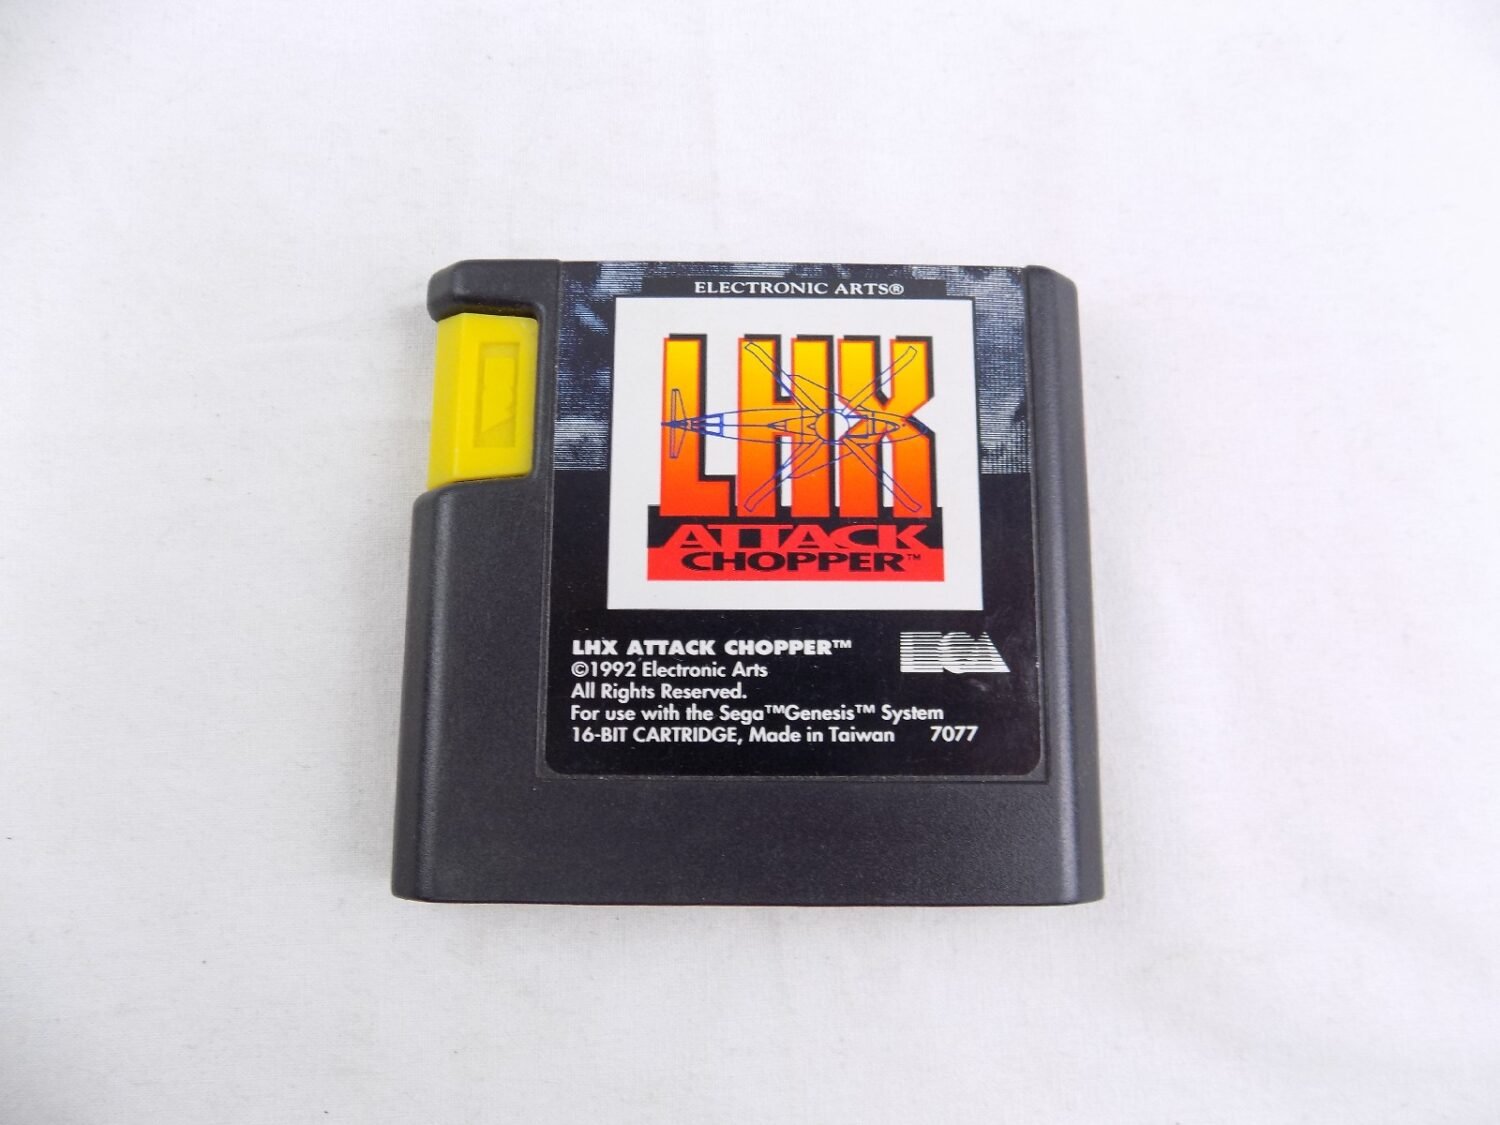 ELECTRONIC ARTS®
LHX
ATTACK
CHOPPER™
LHX ATTACK CHOPPER™
©1992 Electronic Arts
All Rights Reserved.
For use with the Sega™Genesis™ System
16-BIT CARTRIDGE, Made in Taiwan 7077
EA